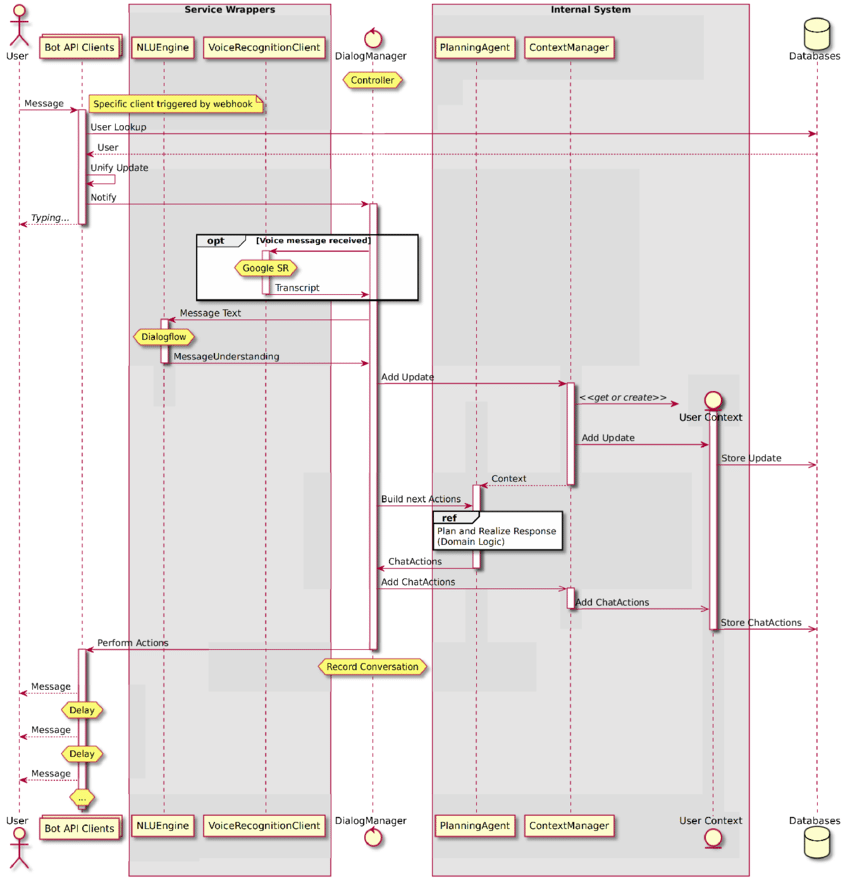 Service Wrappers
Internal System
User
Bot API Clients
NLUEngine
VoiceRecognitionClient
DialogManager
PlanningAgent
ContextManager
Databases
Controller
Message
Specific client triggered by webhook
User Lookup
User
Unify Update
Notify
Typing...
opt
[Voice message received]
Google SR
Transcript
Message Text
Dialogflow
MessageUnderstanding
Add Update
<<get or create>>
User Context
Add Update
Store Update
Context
Build next Actions
ref
Plan and Realize Response
(Domain Logic)
ChatActions
Add ChatActions
Add ChatActions
Store ChatActions
Perform Actions
Record Conversation
Message
Delay
Message
Delay
Message
...
User
Bot API Clients
NLUEngine
VoiceRecognitionClient
DialogManager
PlanningAgent
ContextManager
User Context
Databases